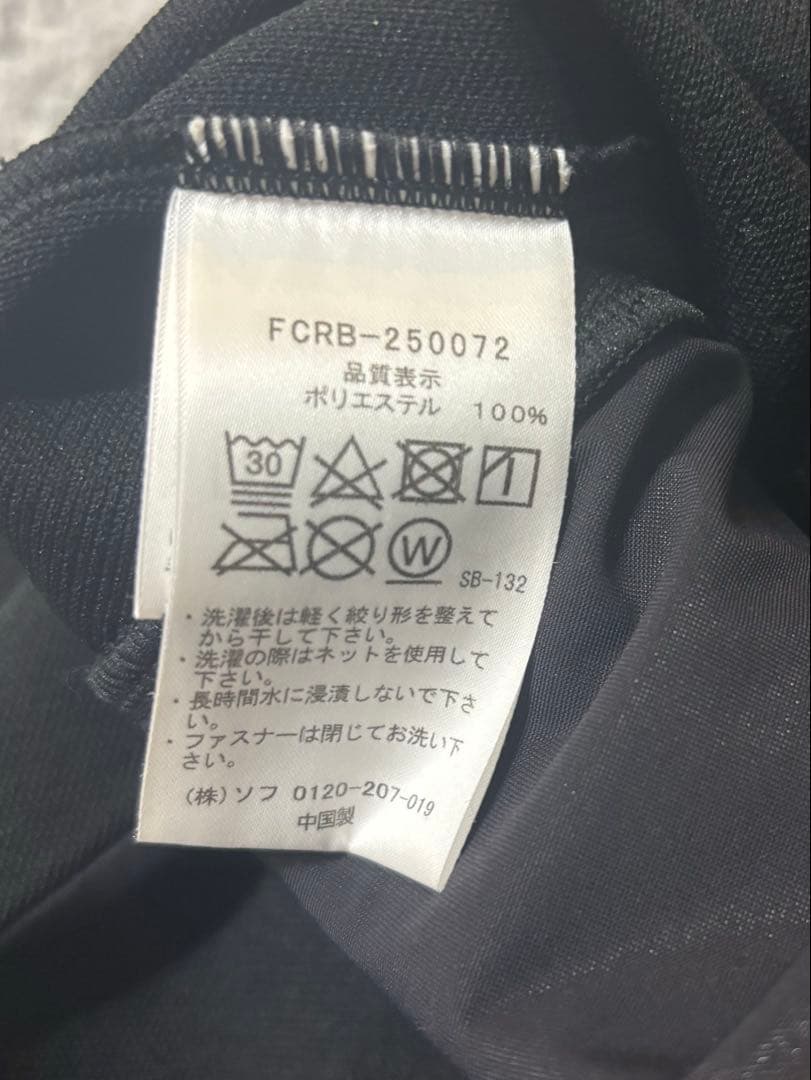 FCRB-250072
品質表示
ポリエステル 100%
30
W
SB-132
・洗濯後は軽く絞り形を整えて
から干して下さい。
・洗濯の際はネットを使用して
下さい。
・長時間水に浸漬しないで下さ
い。
・ファスナーは閉じてお洗い下
さい。
(株)ソフ 0120-207-019
中国製